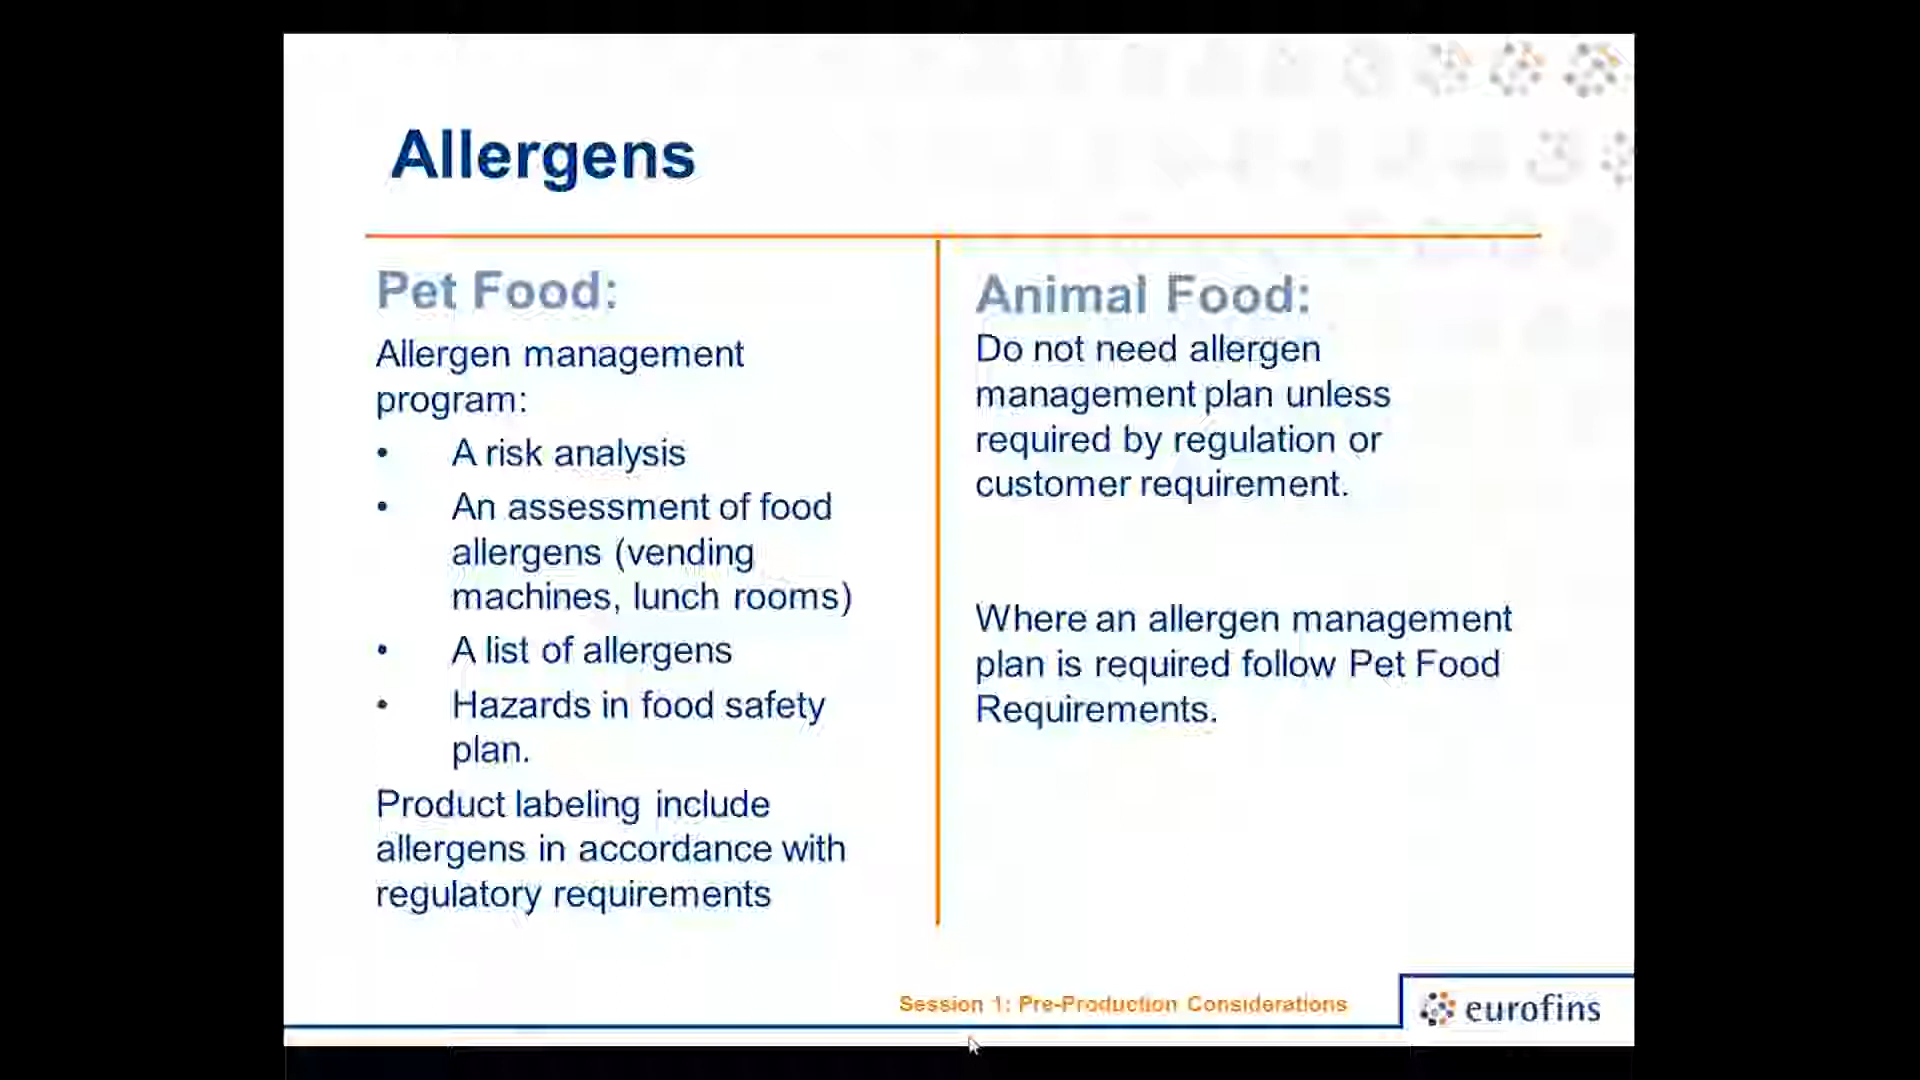 Allergens
Pet Food:
Allergen management
program:
• A risk analysis
• An assessment of food
allergens (vending
machines, lunch rooms)
• A list of allergens
• Hazards in food safety
plan.
Product labeling include
allergens in accordance with
regulatory requirements
Animal Food:
Do not need allergen
management plan unless
required by regulation or
customer requirement.
Where an allergen management
plan is required follow Pet Food
Requirements.
Session 1: Pre-Production Considerations
eurofins